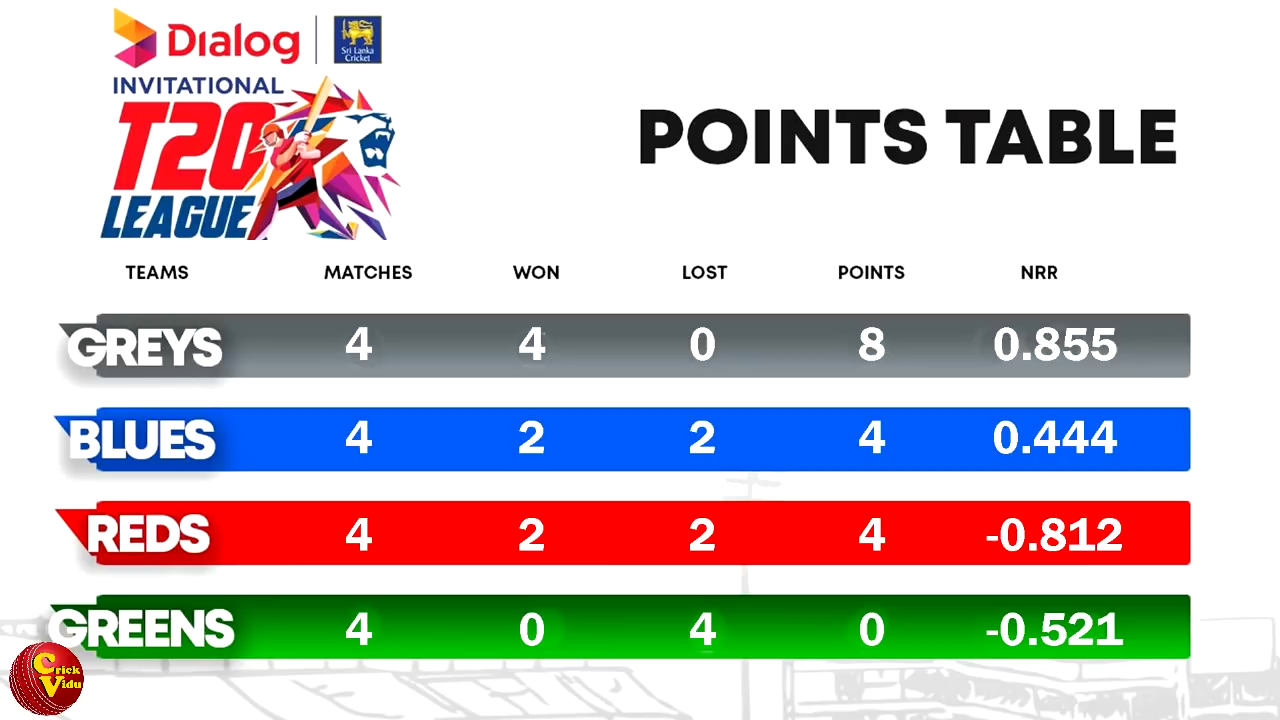 Dialog
Sri Lanka
Cricket
INVITATIONAL
T20
LEAGUE
POINTS TABLE
TEAMS MATCHES WON LOST POINTS NRR
GREYS 4 4 0 8 0.855
BLUES 4 2 2 4 0.444
REDS 4 2 2 4 -0.812
GREENS 4 0 4 0 -0.521
Crick
Vidu